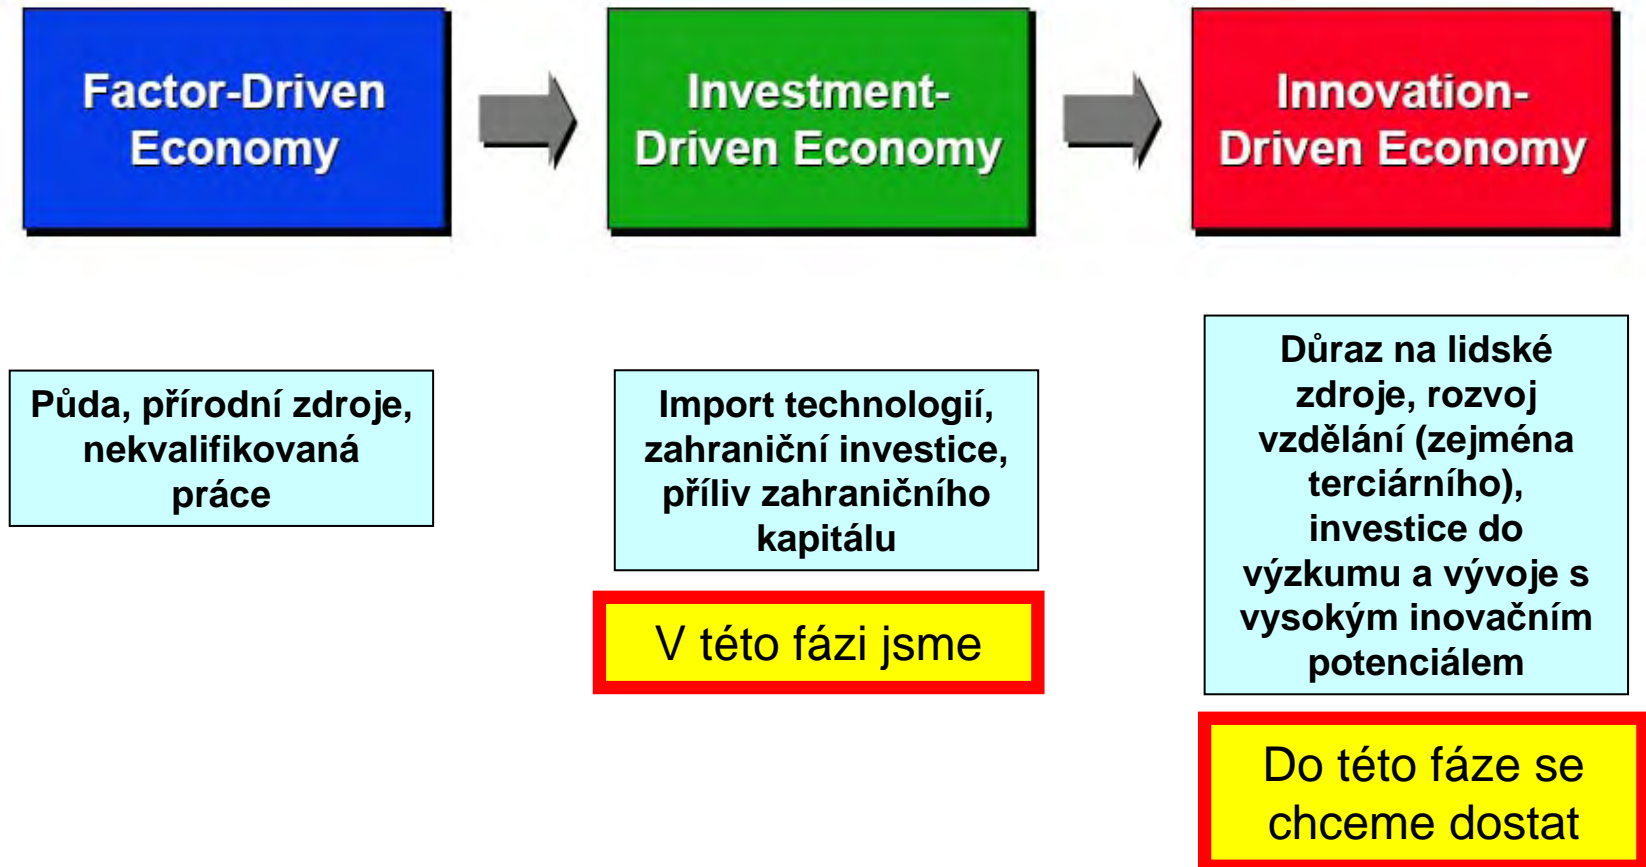 Factor-Driven
Economy
Investment-
Driven Economy
Innovation-
Driven Economy
Půda, přírodní zdroje,
nekvalifikovaná
práce
Import technologií,
zahraniční investice,
příliv zahraničního
kapitálu
V této fázi jsme
Důraz na lidské
zdroje, rozvoj
vzdělání (zejména
terciárního),
investice do
výzkumu a vývoje s
vysokým inovačním
potenciálem
Do této fáze se
chceme dostat